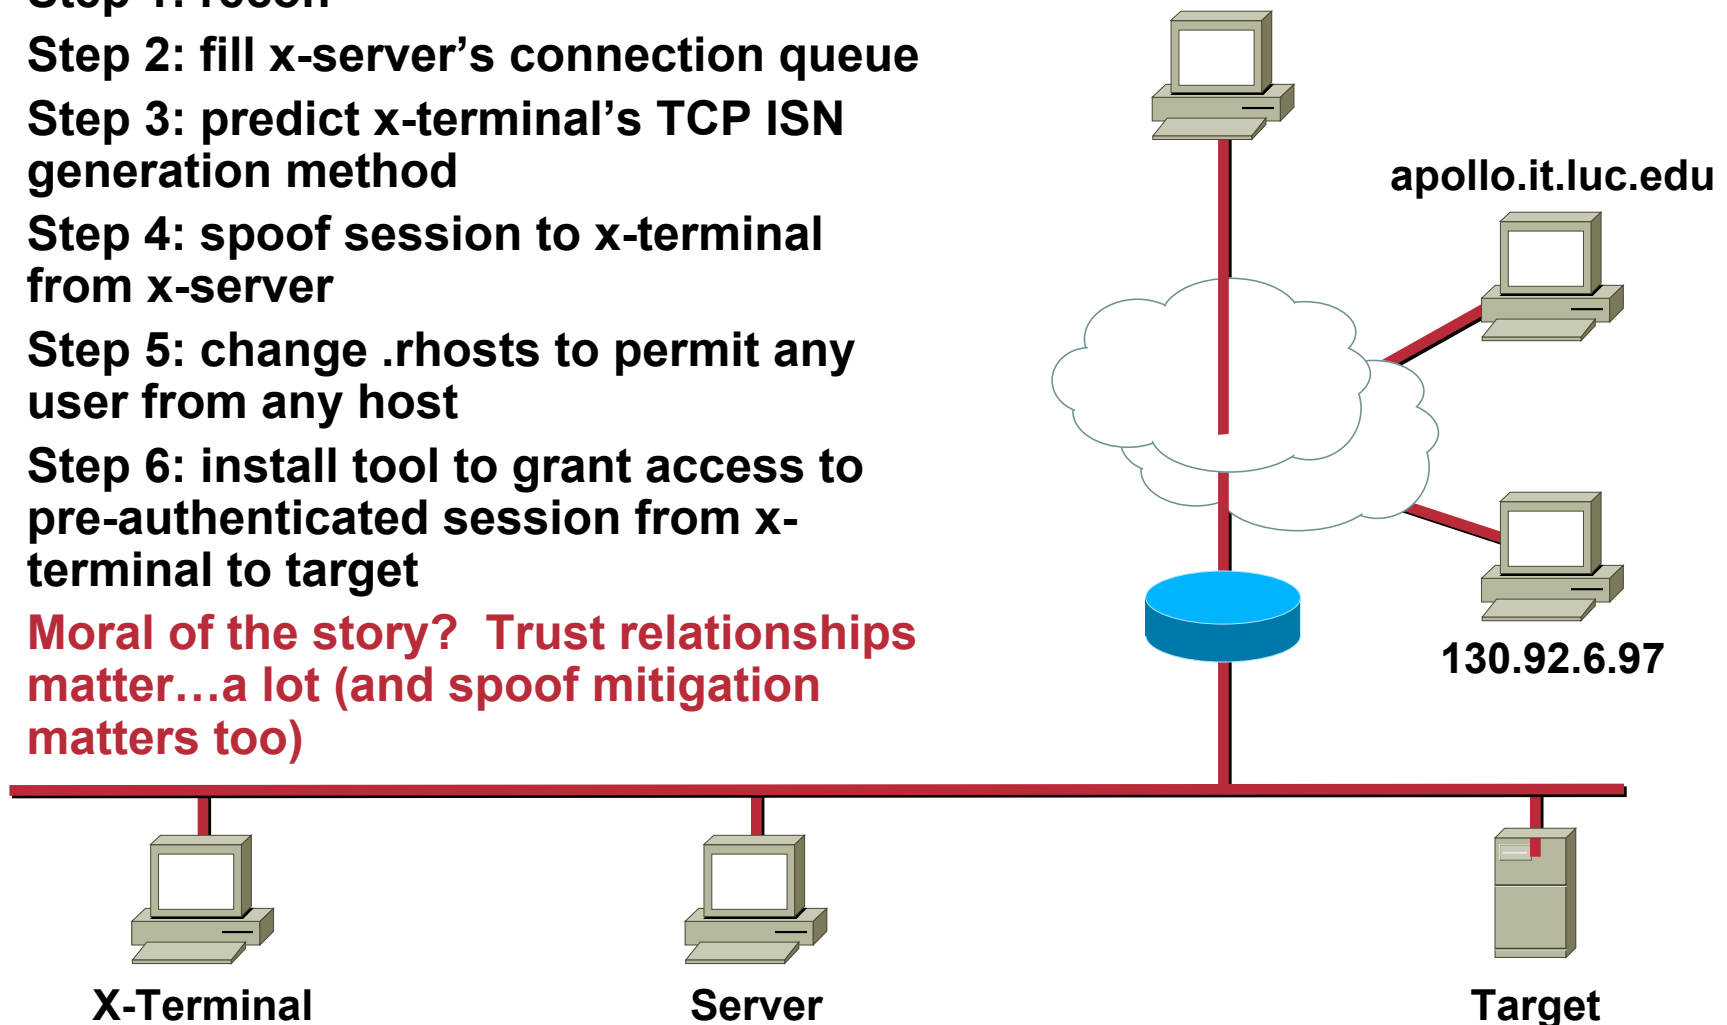 Step 1: recon
Step 2: fill x-server’s connection queue
Step 3: predict x-terminal’s TCP ISN
generation method
Step 4: spoof session to x-terminal
from x-server
Step 5: change .rhosts to permit any
user from any host
Step 6: install tool to grant access to
pre-authenticated session from x-
terminal to target
Moral of the story?  Trust relationships
matter…a lot (and spoof mitigation
matters too)
apollo.it.luc.edu
130.92.6.97
X-Terminal
Server
Target